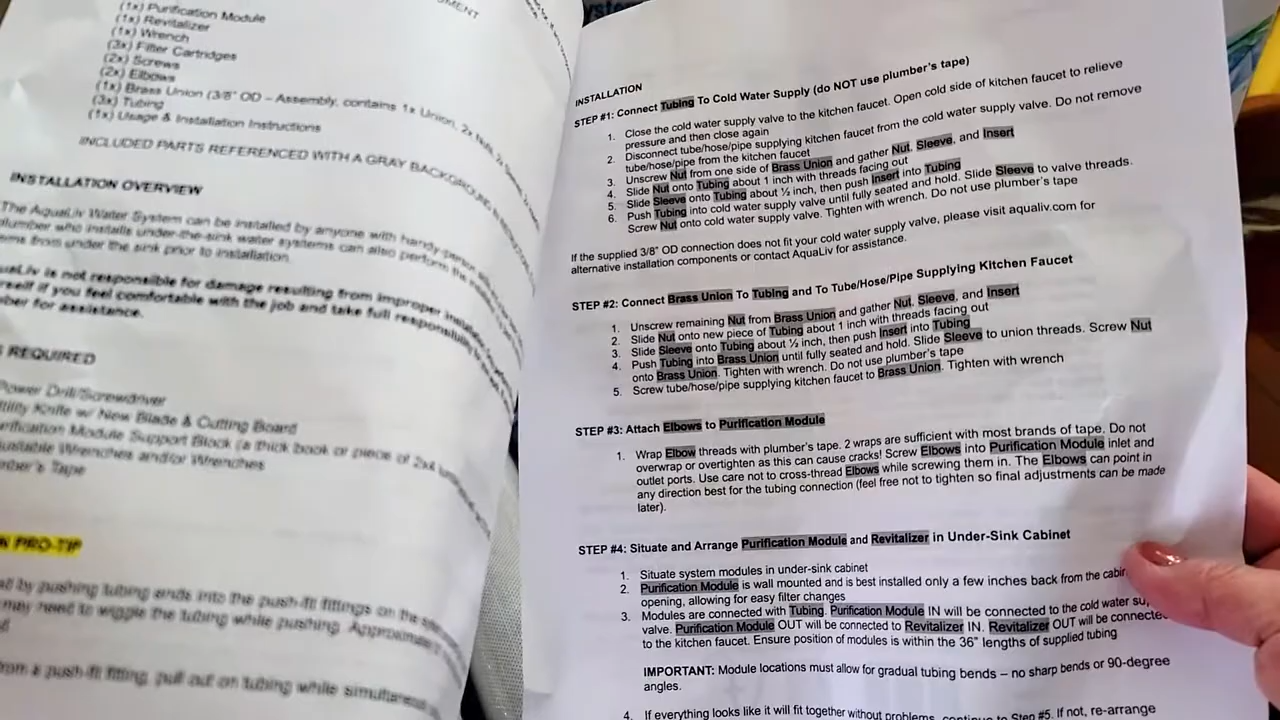 (1x) Purification Module
(1x) Revitalizer
(1x) Wrench
(3x) Filter Cartridges
(2x) Screws
(2x) Elbows
(1x) Brass Union (3/8" OD – Assembly, contains 1x Union, 2x Nuts, 2x
(3x) Tubing
(1x) Usage & Installation Instructions
INCLUDED PARTS REFERENCED WITH A GRAY BACKGROUND
INSTALLATION OVERVIEW
The AquaLiv Water System can be installed by anyone with handy-person
who installs under-the-sink water systems can also perform the
from under the sink prior to installation.
is not responsible for damage resulting from improper
if you feel comfortable with the job and take full responsibility
for assistance.
REQUIRED
Power Drill/Screwdriver
Utility Knife w/ New Blade & Cutting Board
Purification Module Support Block (a thick book or piece of 2x4
Wrenches and/or Wrenches
Tape
PRO-TIP
by pushing tubing ends into the push-fit fittings on the
may need to wiggle the tubing while pushing.
from a push-fit fitting, pull out on tubing while
INSTALLATION
STEP #1: Connect Tubing To Cold Water Supply (do NOT use plumber's tape)
1. Close the cold water supply valve to the kitchen faucet. Open cold side of kitchen faucet to relieve
pressure and then close again
2. Disconnect tube/hose/pipe supplying kitchen faucet from the cold water supply valve. Do not remove
tube/hose/pipe from the kitchen faucet
3. Unscrew Nut from one side of Brass Union and gather Nut, Sleeve, and Insert
4. Slide Nut onto Tubing about 1 inch with threads facing out
5. Slide Sleeve onto Tubing about ½ inch, then push Insert into Tubing
6. Push Tubing into cold water supply valve until fully seated and hold. Slide Sleeve to valve threads.
Screw Nut onto cold water supply valve. Tighten with wrench. Do not use plumber's tape
If the supplied 3/8" OD connection does not fit your cold water supply valve, please visit aqualiv.com for
alternative installation components or contact AquaLiv for assistance.
STEP #2: Connect Brass Union To Tubing and To Tube/Hose/Pipe Supplying Kitchen Faucet
1. Unscrew remaining Nut from Brass Union and gather Nut, Sleeve, and Insert
2. Slide Nut onto new piece of Tubing about 1 inch with threads facing out
3. Slide Sleeve onto Tubing about ½ inch, then push Insert into Tubing
4. Push Tubing into Brass Union until fully seated and hold. Slide Sleeve to union threads. Screw Nut
onto Brass Union. Tighten with wrench. Do not use plumber's tape
5. Screw tube/hose/pipe supplying kitchen faucet to Brass Union. Tighten with wrench
STEP #3: Attach Elbows to Purification Module
1. Wrap Elbow threads with plumber's tape. 2 wraps are sufficient with most brands of tape. Do not
overwrap or overtighten as this can cause cracks! Screw Elbows into Purification Module inlet and
outlet ports. Use care not to cross-thread Elbows while screwing them in. The Elbows can point in
any direction best for the tubing connection (feel free not to tighten so final adjustments can be made
later).
STEP #4: Situate and Arrange Purification Module and Revitalizer in Under-Sink Cabinet
1. Situate system modules in under-sink cabinet
2. Purification Module is wall mounted and is best installed only a few inches back from the
opening, allowing for easy filter changes
3. Modules are connected with Tubing. Purification Module IN will be connected to the cold water
valve. Purification Module OUT will be connected to Revitalizer IN. Revitalizer OUT will be
to the kitchen faucet. Ensure position of modules is within the 36" lengths of supplied tubing
IMPORTANT: Module locations must allow for gradual tubing bends – no sharp bends or 90-degree
angles.
4. If everything looks like it will fit together without problems, continue to Step #5. If not, re-arrange